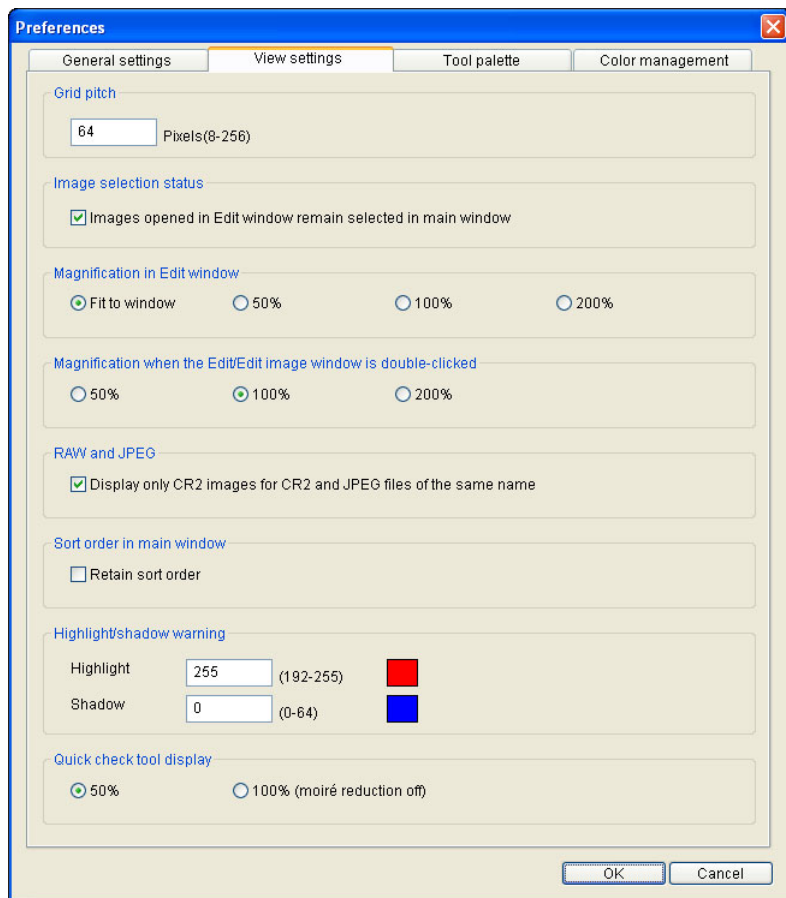 Preferences
General settings View settings Tool palette Color management
Grid pitch
64 Pixels(8-256)
Image selection status
Images opened in Edit window remain selected in main window
Magnification in Edit window
Fit to window 50% 100% 200%
Magnification when the Edit/Edit image window is double-clicked
50% 100% 200%
RAW and JPEG
Display only CR2 images for CR2 and JPEG files of the same name
Sort order in main window
Retain sort order
Highlight/shadow warning
Highlight 255 (192-255)
Shadow 0 (0-64)
Quick check tool display
50% 100% (moiré reduction off)
OK Cancel